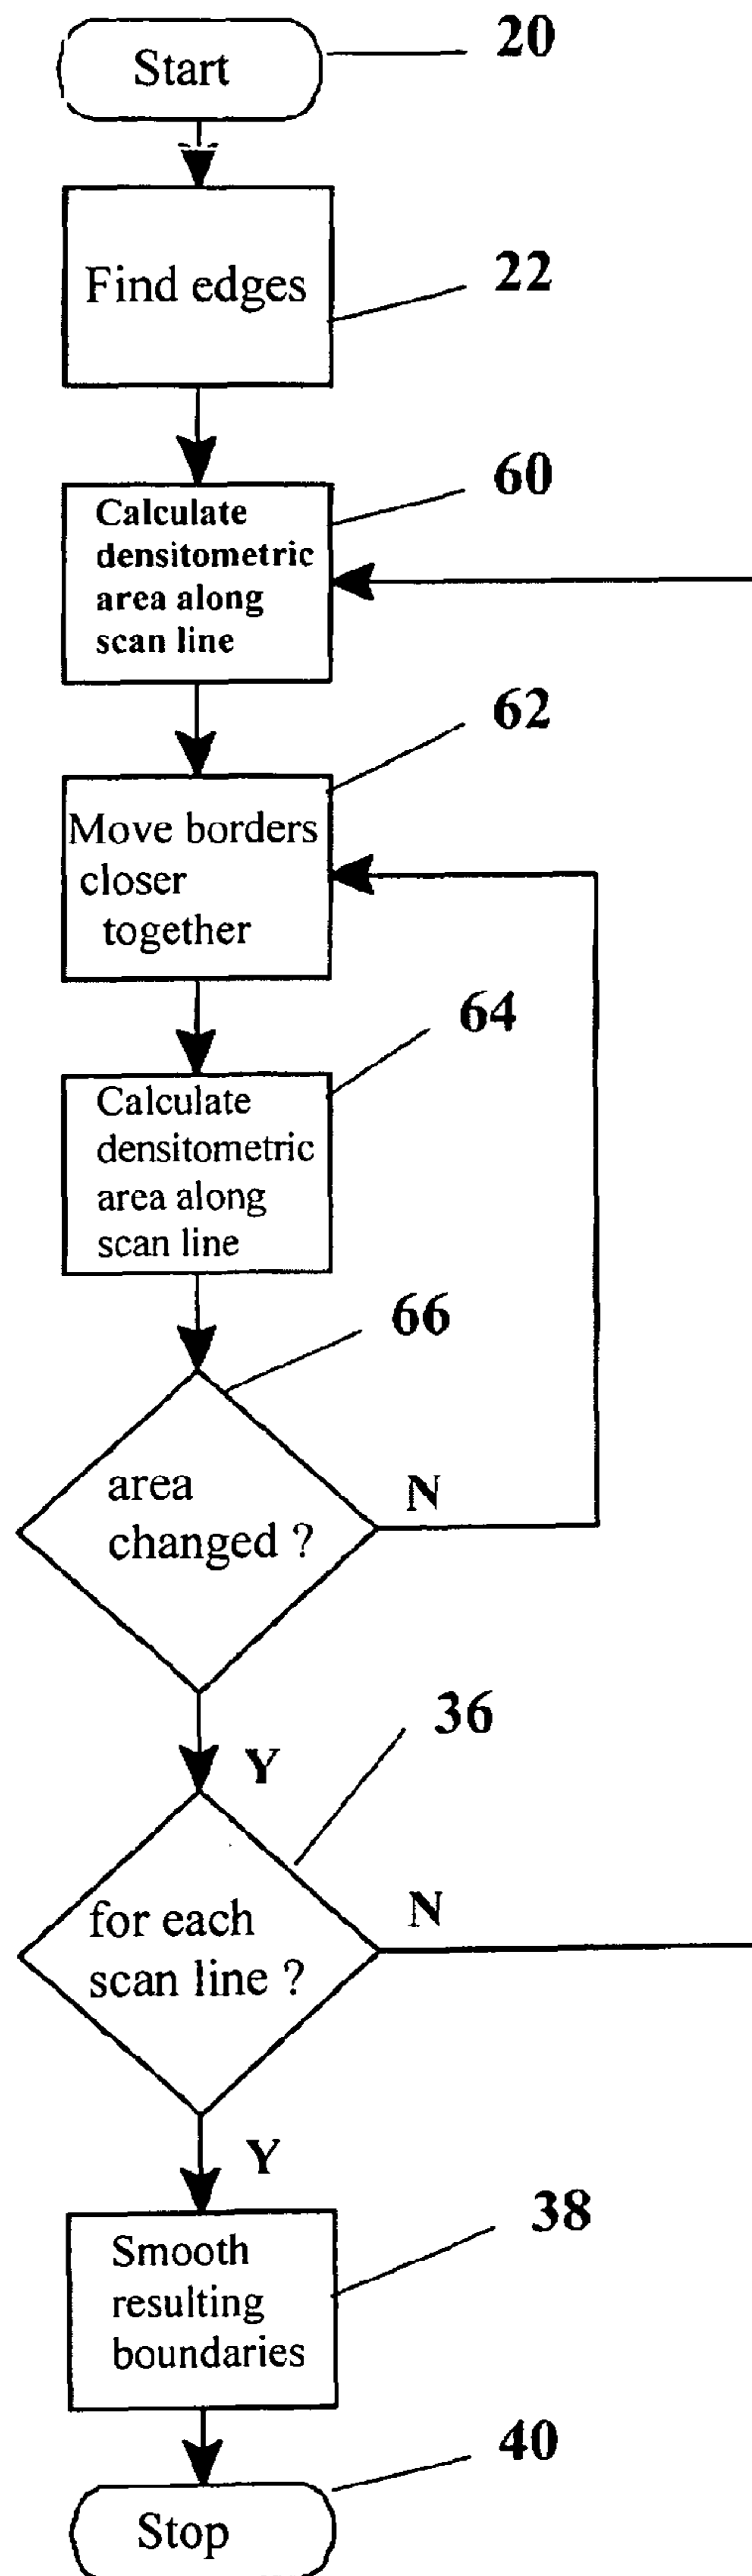 Start
20
Find edges
22
60
Calculate
densitometric
area along
scan line
62
Move borders
closer
together
64
Calculate
densitometric
area along
scan line
66
area
changed ?
N
Y
36
for each
scan line ?
N
Y
38
Smooth
resulting
boundaries
40
Stop